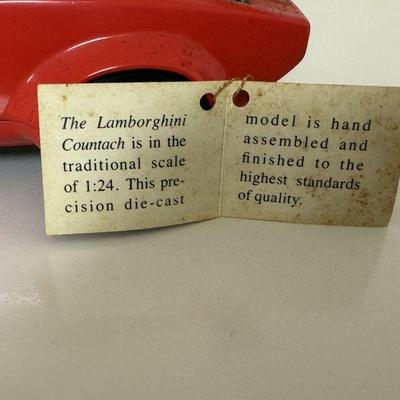 The Lamborghini
Countach is in the
traditional scale
of 1:24. This pre-
cision die-cast
model is hand
assembled and
finished to the
highest standards
of quality.